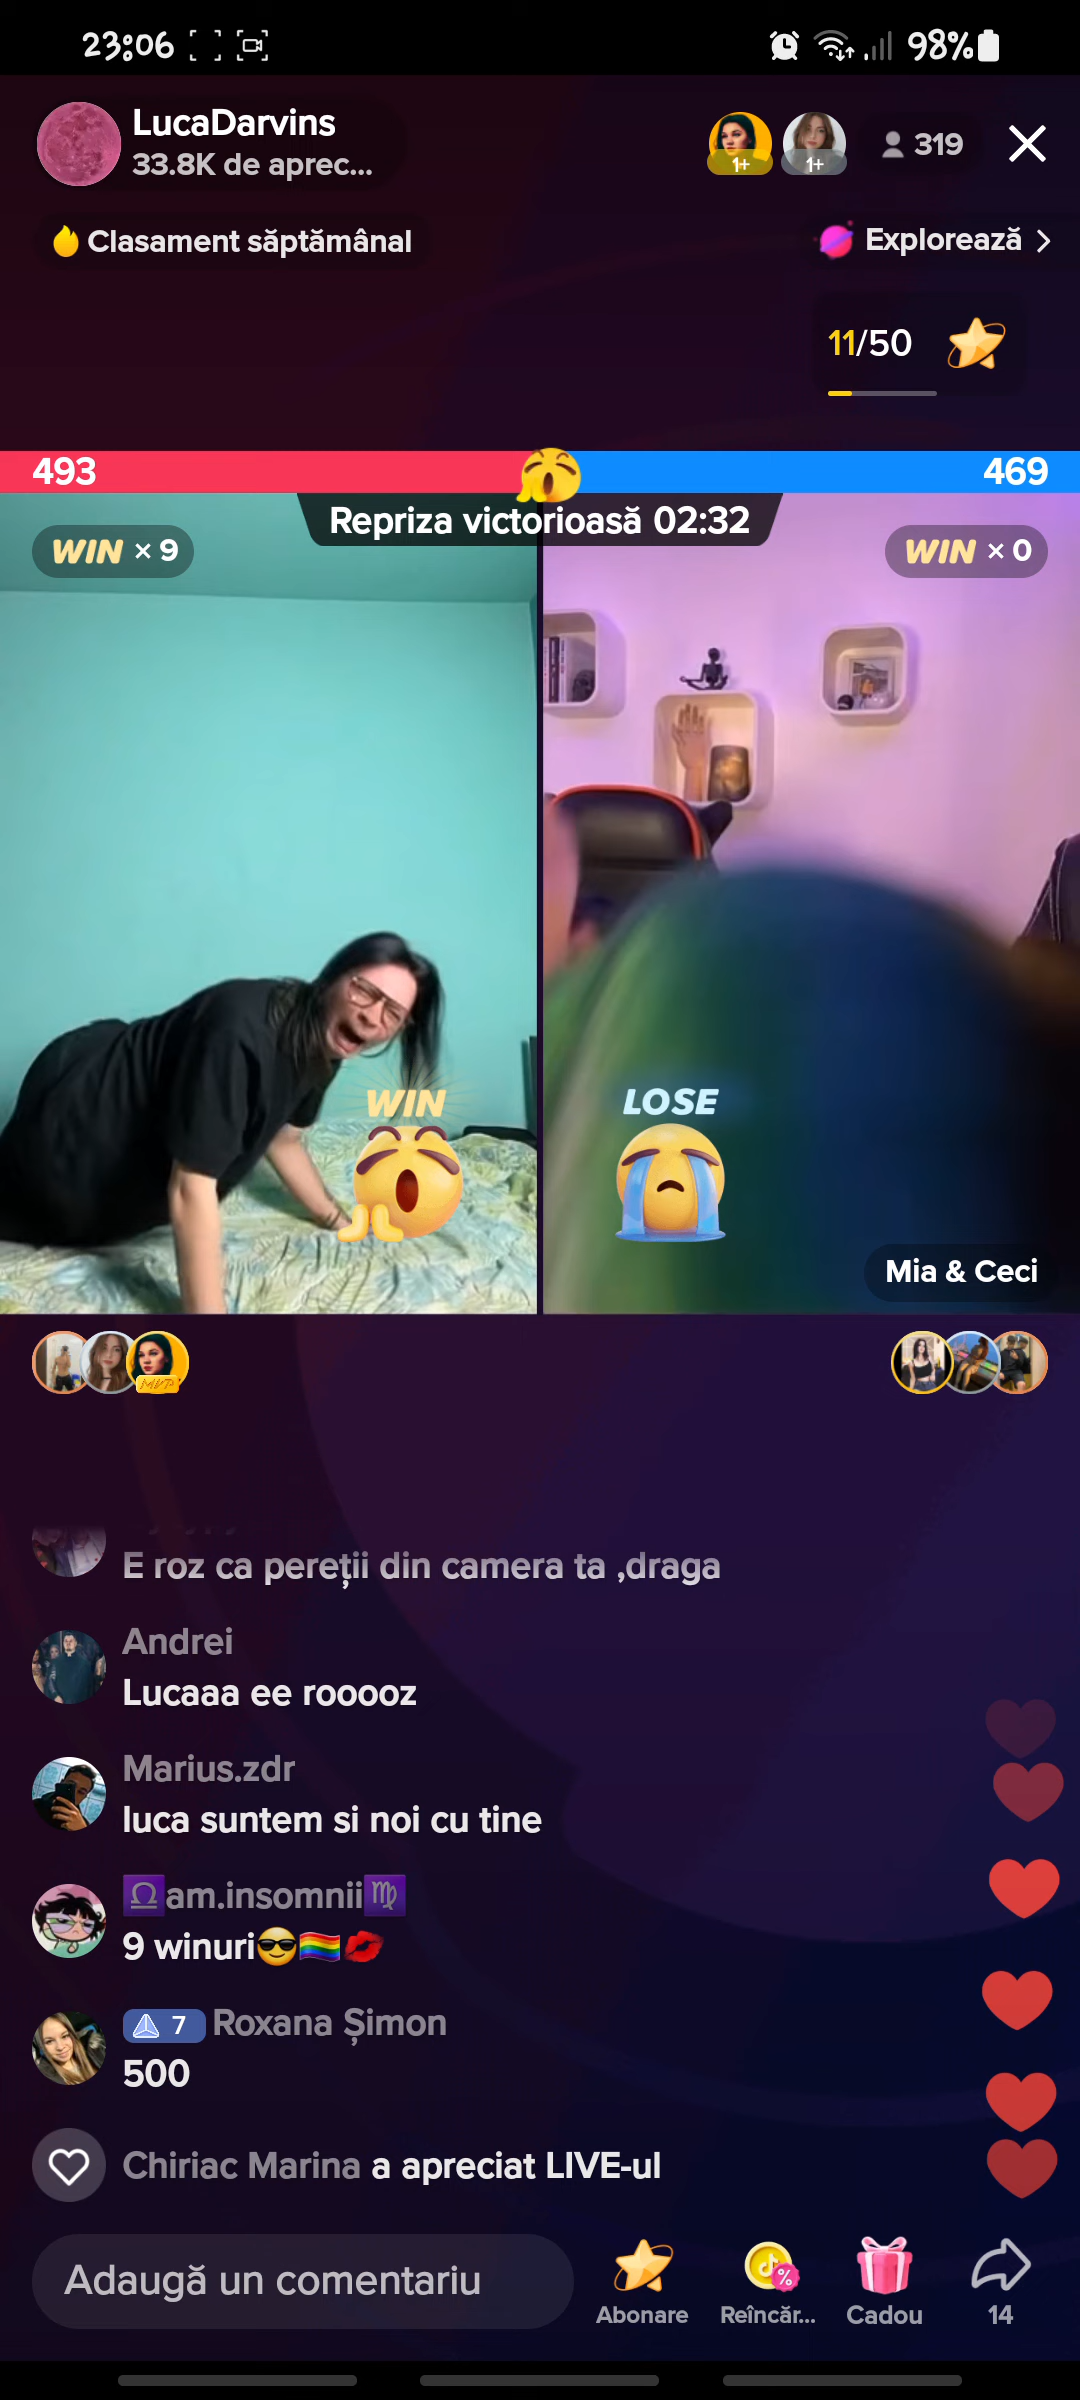 23:06
98%
LucaDarvins
33.8K de aprec...
1+
1+
319
Clasament săptămânal
Explorează
11/50
493
469
Repriza victorioasă 02:32
WIN × 9
WIN × 0
WIN
LOSE
Mia & Ceci
MVP
E roz ca pereții din camera ta ,draga
Andrei
Lucaaa ee rooooz
Marius.zdr
luca suntem si noi cu tine
♎am.insomnii♍
9 winuri😎🏳️‍🌈💋
7 Roxana Șimon
500
Chiriac Marina a apreciat LIVE-ul
Adaugă un comentariu
Abonare
Reîncăr...
Cadou
14